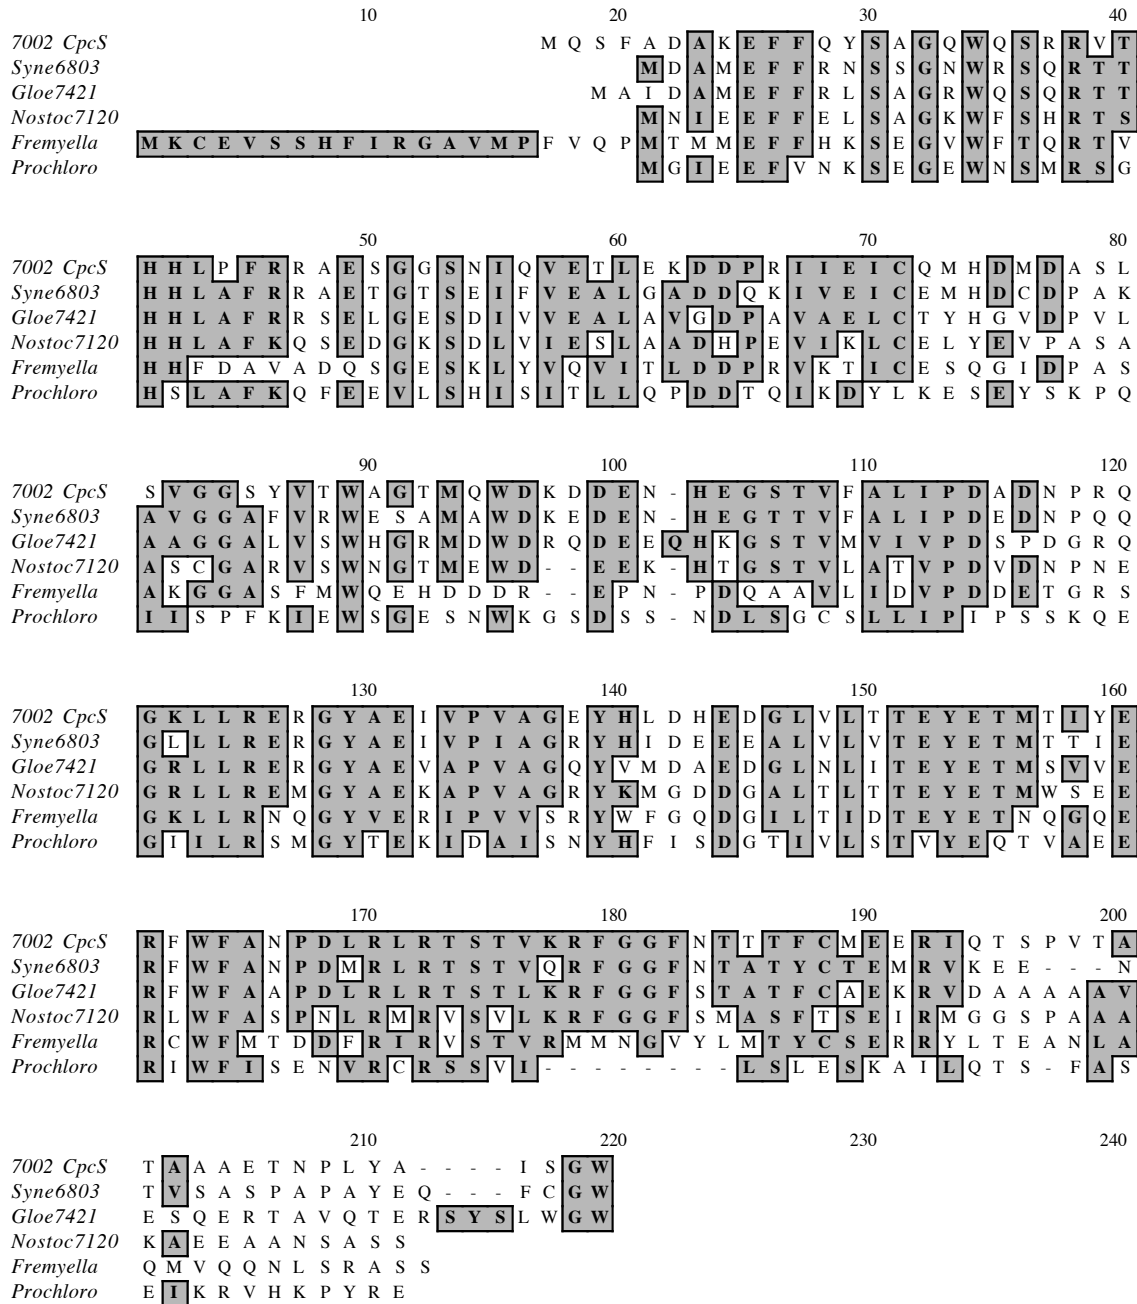 10 20 30 40
7002 CpcS M Q S F A D A K E F F Q Y S A G Q W Q S R R V T
Syne6803 M D A M E F F R N S S G N W R S Q R T T
Gloe7421 M A I D A M E F F R L S A G R W Q S Q R T T
Nostoc7120 M N I E E F F E L S A G K W F S H R T S
Fremyella M K C E V S S H F I R G A V M P F V Q P M T M M E F F H K S E G V W F T Q R T V
Prochloro M G I E E F V N K S E G E W N S M R S G
50 60 70 80
7002 CpcS H H L P F R R A E S G G S N I Q V E T L E K D D P R I I E I C Q M H D M D A S L
Syne6803 H H L A F R R A E T G T S E I F V E A L G A D D Q K I V E I C E M H D C D P A K
Gloe7421 H H L A F R R S E L G E S D I V V E A L A V G D P A V A E L C T Y H G V D P V L
Nostoc7120 H H L A F K Q S E D G K S D L V I E S L A A D H P E V I K L C E L Y E V P A S A
Fremyella H H F D A V A D Q S G E S K L Y V Q V I T L D D P R V K T I C E S Q G I D P A S
Prochloro H S L A F K Q F E E V L S H I S I T L L Q P D D T Q I K D Y L K E S E Y S K P Q
90 100 110 120
7002 CpcS S V G G S Y V T W A G T M Q W D K D D E N - H E G S T V F A L I P D A D N P R Q
Syne6803 A V G G A F V R W E S A M A W D K E D E N - H E G T T V F A L I P D E D N P Q Q
Gloe7421 A A G G A L V S W H G R M D W D R Q D E E Q H K G S T V M V I V P D S P D G R Q
Nostoc7120 A S C G A R V S W N G T M E W D - - E E K - H T G S T V L A T V P D V D N P N E
Fremyella A K G G A S F M W Q E H D D D R - - E P N - P D Q A A V L I D V P D D E T G R S
Prochloro I I S P F K I E W S G E S N W K G S D S S - N D L S G C S L L I P I P S S K Q E
130 140 150 160
7002 CpcS G K L L R E R G Y A E I V P V A G E Y H L D H E D G L V L T T E Y E T M T I Y E
Syne6803 G L L L R E R G Y A E I V P I A G R Y H I D E E E A L V L V T E Y E T M T T I E
Gloe7421 G R L L R E R G Y A E V A P V A G Q Y V M D A E D G L N L I T E Y E T M S V V E
Nostoc7120 G R L L R E M G Y A E K A P V A G R Y K M G D D G A L T L T T E Y E T M W S E E
Fremyella G K L L R N Q G Y V E R I P V V S R Y W F G Q D G I L T I D T E Y E T N Q G Q E
Prochloro G I I L R S M G Y T E K I D A I S N Y H F I S D G T I V L S T V Y E Q T V A E E
170 180 190 200
7002 CpcS R F W F A N P D L R L R T S T V K R F G G F N T T T F C M E E R I Q T S P V T A
Syne6803 R F W F A N P D M R L R T S T V Q R F G G F N T A T Y C T E M R V K E E - - - N
Gloe7421 R F W F A A P D L R L R T S T L K R F G G F S T A T F C A E K R V D A A A A A V
Nostoc7120 R L W F A S P N L R M R V S V L K R F G G F S M A S F T S E I R M G G S P A A A
Fremyella R C W F M T D D F R I R V S T V R M M N G V Y L M T Y C S E R R Y L T E A N L A
Prochloro R I W F I S E N V R C R S S V I - - - - - - - - L S L E S K A I L Q T S - F A S
210 220 230 240
7002 CpcS T A A A E T N P L Y A - - - - I S G W
Syne6803 T V S A S P A P A Y E Q - - - F C G W
Gloe7421 E S Q E R T A V Q T E R S Y S L W G W
Nostoc7120 K A E E A A N S A S S
Fremyella Q M V Q Q N L S R A S S
Prochloro E I K R V H K P Y R E